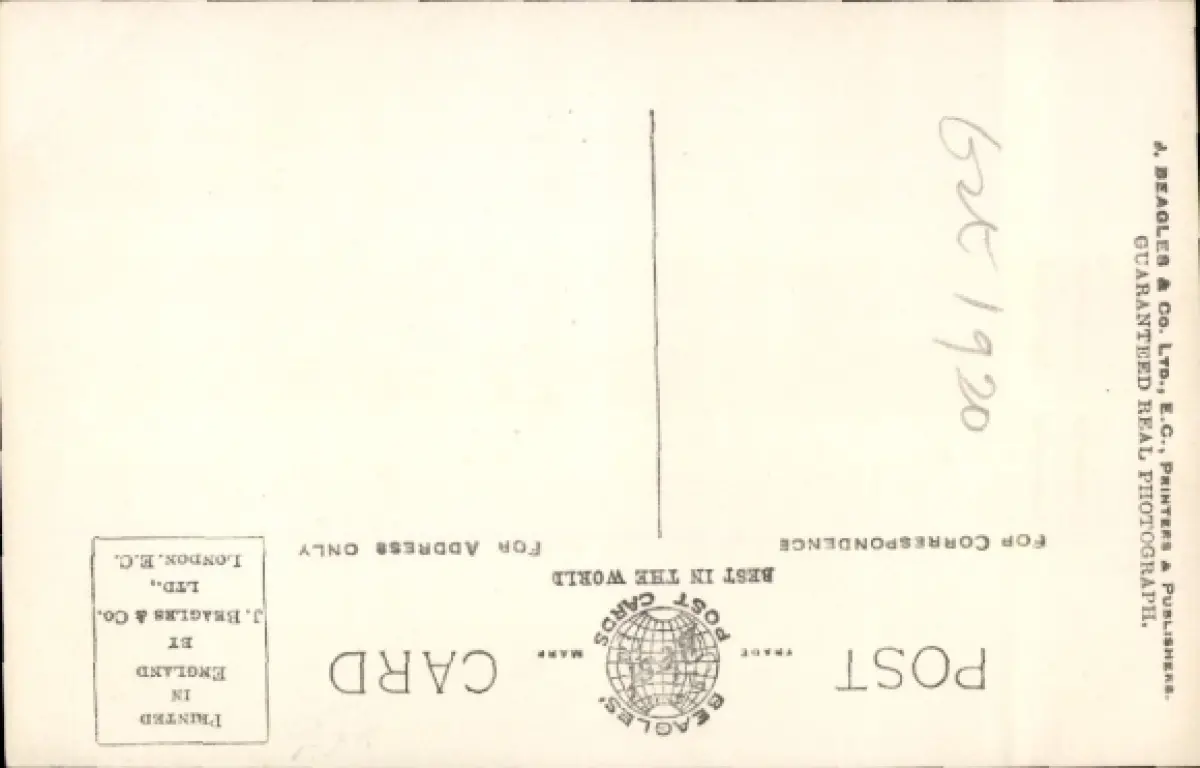 POST CARD
BEAGLES' POST CARDS
TRADE MARK
BEST IN THE WORLD
FOR CORRESPONDENCE
FOR ADDRESS ONLY
PRINTED
IN
ENGLAND
BY
J. BEAGLES & CO.
LTD.,
LONDON. E.C.
J. BEAGLES & CO. LTD., E.C., PRINTERS & PUBLISHERS.
GUARANTEED REAL PHOTOGRAPH.
1920